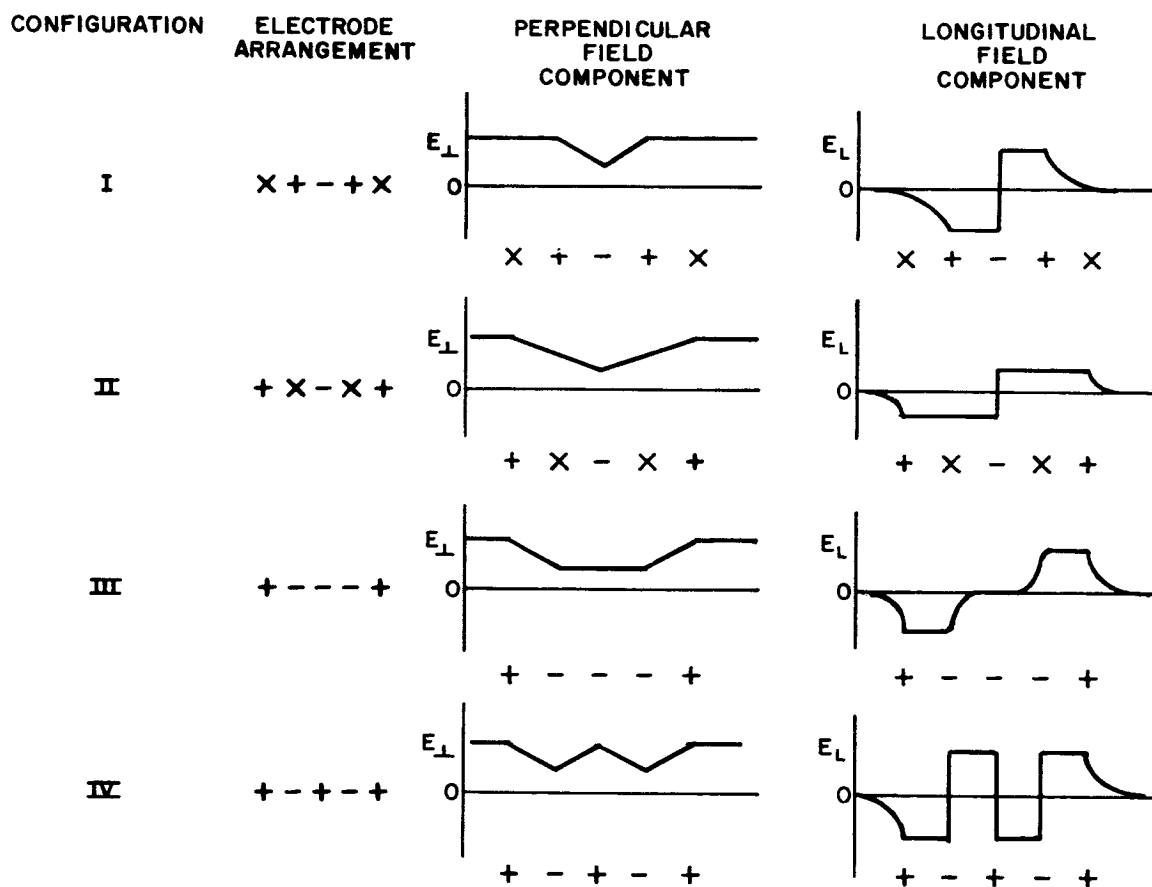 CONFIGURATION
ELECTRODE
ARRANGEMENT
PERPENDICULAR
FIELD
COMPONENT
LONGITUDINAL
FIELD
COMPONENT
I
× + − + ×
E⊥
0
× + − + ×
E_L
0
× + − + ×
II
+ × − × +
E⊥
0
+ × − × +
E_L
0
+ × − × +
III
+ − − − +
E⊥
0
+ − − − +
E_L
0
+ − − − +
IV
+ − + − +
E⊥
0
+ − + − +
E_L
0
+ − + − +